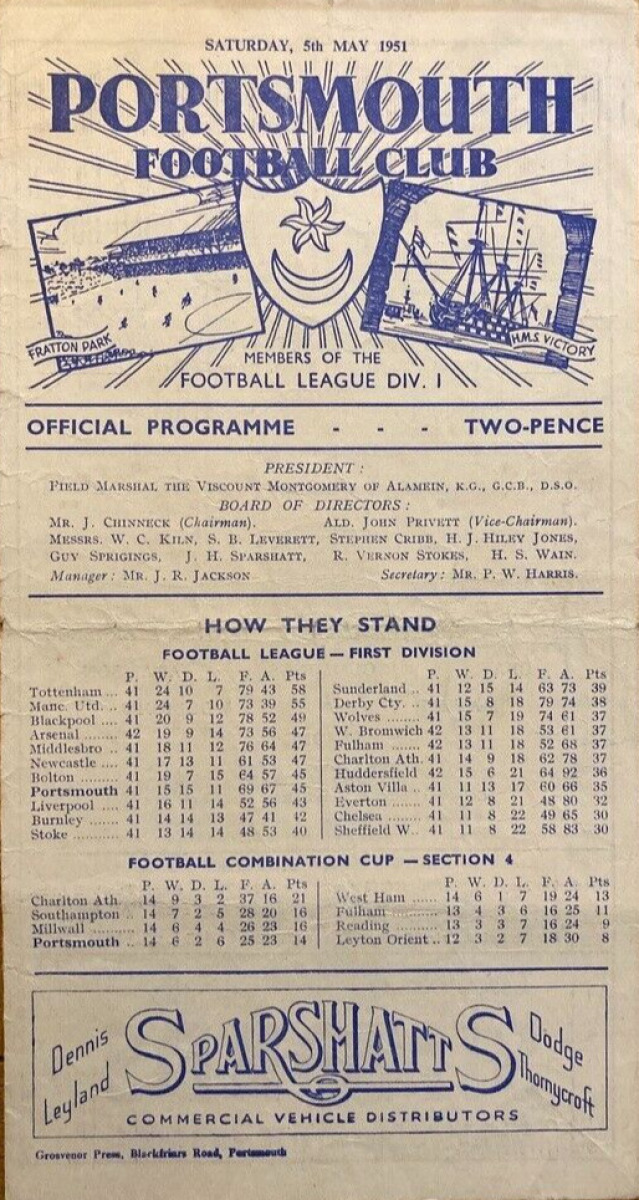 SATURDAY, 5th MAY 1951
PORTSMOUTH
FOOTBALL CLUB
FRATTON PARK
H.M.S. VICTORY
MEMBERS OF THE
FOOTBALL LEAGUE DIV. I
OFFICIAL PROGRAMME - - - TWO-PENCE
PRESIDENT :
FIELD MARSHAL THE VISCOUNT MONTGOMERY OF ALAMEIN, K.G., G.C.B., D.S.O.
BOARD OF DIRECTORS :
MR. J. CHINNECK (Chairman). ALD. JOHN PRIVETT (Vice-Chairman).
MESSRS. W. C. KILN, S. B. LEVERETT, STEPHEN CRIBB, H. J. HILEY JONES,
GUY SPRIGINGS, J. H. SPARSHATT, R. VERNON STOKES, H. S. WAIN.
Manager : MR. J. R. JACKSON Secretary : MR. P. W. HARRIS.
HOW THEY STAND
FOOTBALL LEAGUE — FIRST DIVISION
P. W. D. L. F. A. Pts
Tottenham ... 41 24 10 7 79 43 58
Manc. Utd. .. 41 24 7 10 73 39 55
Blackpool .... 41 20 9 12 78 52 49
Arsenal ....... 42 19 9 14 73 56 47
Middlesbro .. 41 18 11 12 76 64 47
Newcastle .... 41 17 13 11 61 53 47
Bolton ......... 41 19 7 15 64 57 45
Portsmouth 41 15 15 11 69 67 45
Liverpool .... 41 16 11 14 52 56 43
Burnley ....... 41 14 14 13 47 41 42
Stoke ........... 41 13 14 14 48 53 40
P. W. D. L. F. A. Pts
Sunderland .. 41 12 15 14 63 73 39
Derby Cty. .. 41 15 8 18 79 74 38
Wolves ........ 41 15 7 19 74 61 37
W. Bromwich 42 13 11 18 53 61 37
Fulham ........ 42 13 11 18 52 68 37
Charlton Ath. 41 14 9 18 62 78 37
Huddersfield 42 15 6 21 64 92 36
Aston Villa .. 41 11 13 17 60 66 35
Everton ....... 41 12 8 21 48 80 32
Chelsea ....... 41 11 8 22 49 65 30
Sheffield W.. 41 11 8 22 58 83 30
FOOTBALL COMBINATION CUP — SECTION 4
P. W. D. L. F. A. Pts
Charlton Ath. 14 9 3 2 37 16 21
Southampton .. 14 7 2 5 28 20 16
Millwall .......... 14 6 4 4 26 23 16
Portsmouth .. 14 6 2 6 25 23 14
P. W. D. L. F. A. Pts
West Ham ...... 14 6 1 7 19 24 13
Fulham ........... 13 4 3 6 16 25 11
Reading .......... 13 3 3 7 16 24 9
Leyton Orient .. 12 3 2 7 18 30 8
Dennis
Leyland
SPARSHATTS
Dodge
Thornycroft
COMMERCIAL VEHICLE DISTRIBUTORS
Grosvenor Press, Blackfriars Road, Portsmouth